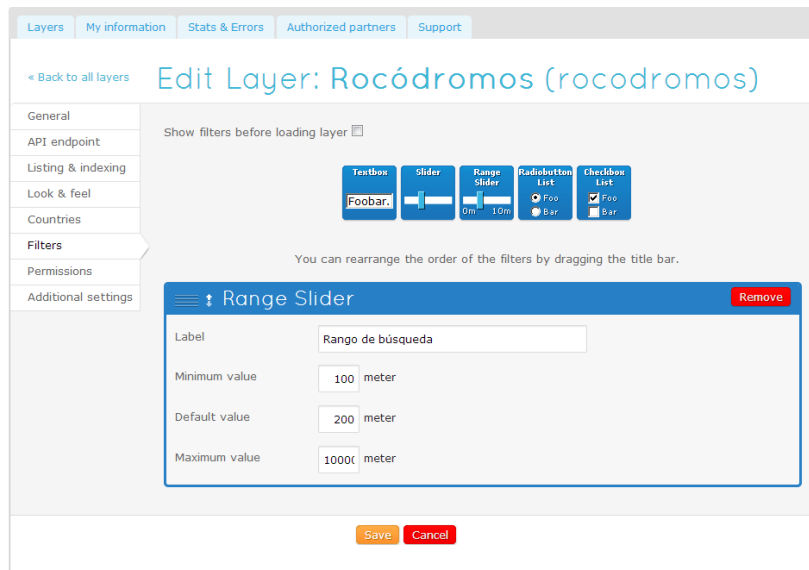 Layers My information Stats & Errors Authorized partners Support
« Back to all layers
Edit Layer: Rocódromos (rocodromos)
General
API endpoint
Listing & indexing
Look & feel
Countries
Filters
Permissions
Additional settings
Show filters before loading layer
Textbox
Foobar.
Slider
Range
Slider
0m 10m
Radiobutton
List
Foo
Bar
Checkbox
List
Foo
Bar
You can rearrange the order of the filters by dragging the title bar.
Range Slider Remove
Label Rango de búsqueda
Minimum value 100 meter
Default value 200 meter
Maximum value meter
Save Cancel